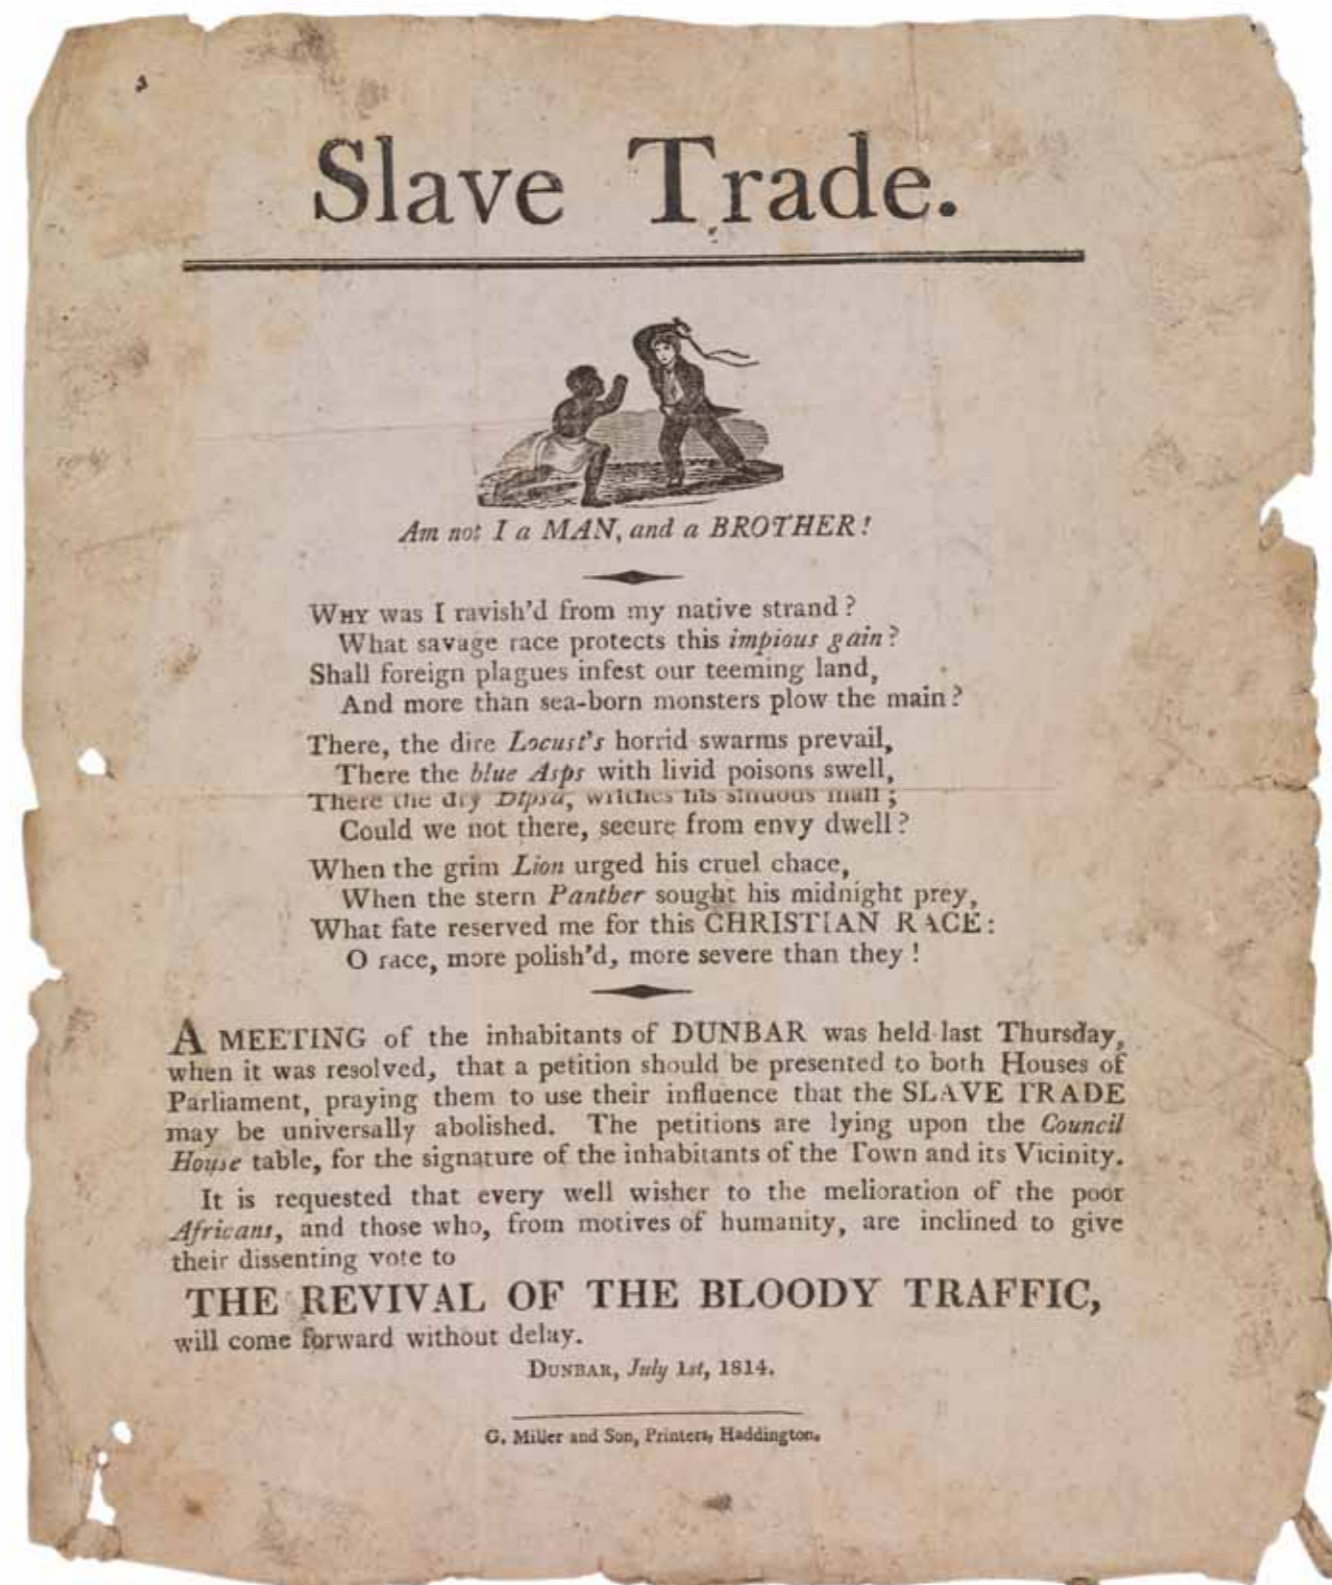 Slave Trade.
Am not I a MAN, and a BROTHER!
WHY was I ravish'd from my native strand?
What savage race protects this impious gain?
Shall foreign plagues infest our teeming land,
And more than sea-born monsters plow the main?
There, the dire Locust's horrid swarms prevail,
There the blue Asps with livid poisons swell,
There the dry Dipsa, writhes his sinuous mail;
Could we not there, secure from envy dwell?
When the grim Lion urged his cruel chace,
When the stern Panther sought his midnight prey,
What fate reserved me for this CHRISTIAN RACE:
O race, more polish'd, more severe than they!
A MEETING of the inhabitants of DUNBAR was held last Thursday,
when it was resolved, that a petition should be presented to both Houses of
Parliament, praying them to use their influence that the SLAVE TRADE
may be universally abolished. The petitions are lying upon the Council
House table, for the signature of the inhabitants of the Town and its Vicinity.
It is requested that every well wisher to the melioration of the poor
Africans, and those who, from motives of humanity, are inclined to give
their dissenting vote to
THE REVIVAL OF THE BLOODY TRAFFIC,
will come forward without delay.
DUNBAR, July 1st, 1814.
G. Miller and Son, Printers, Haddington.